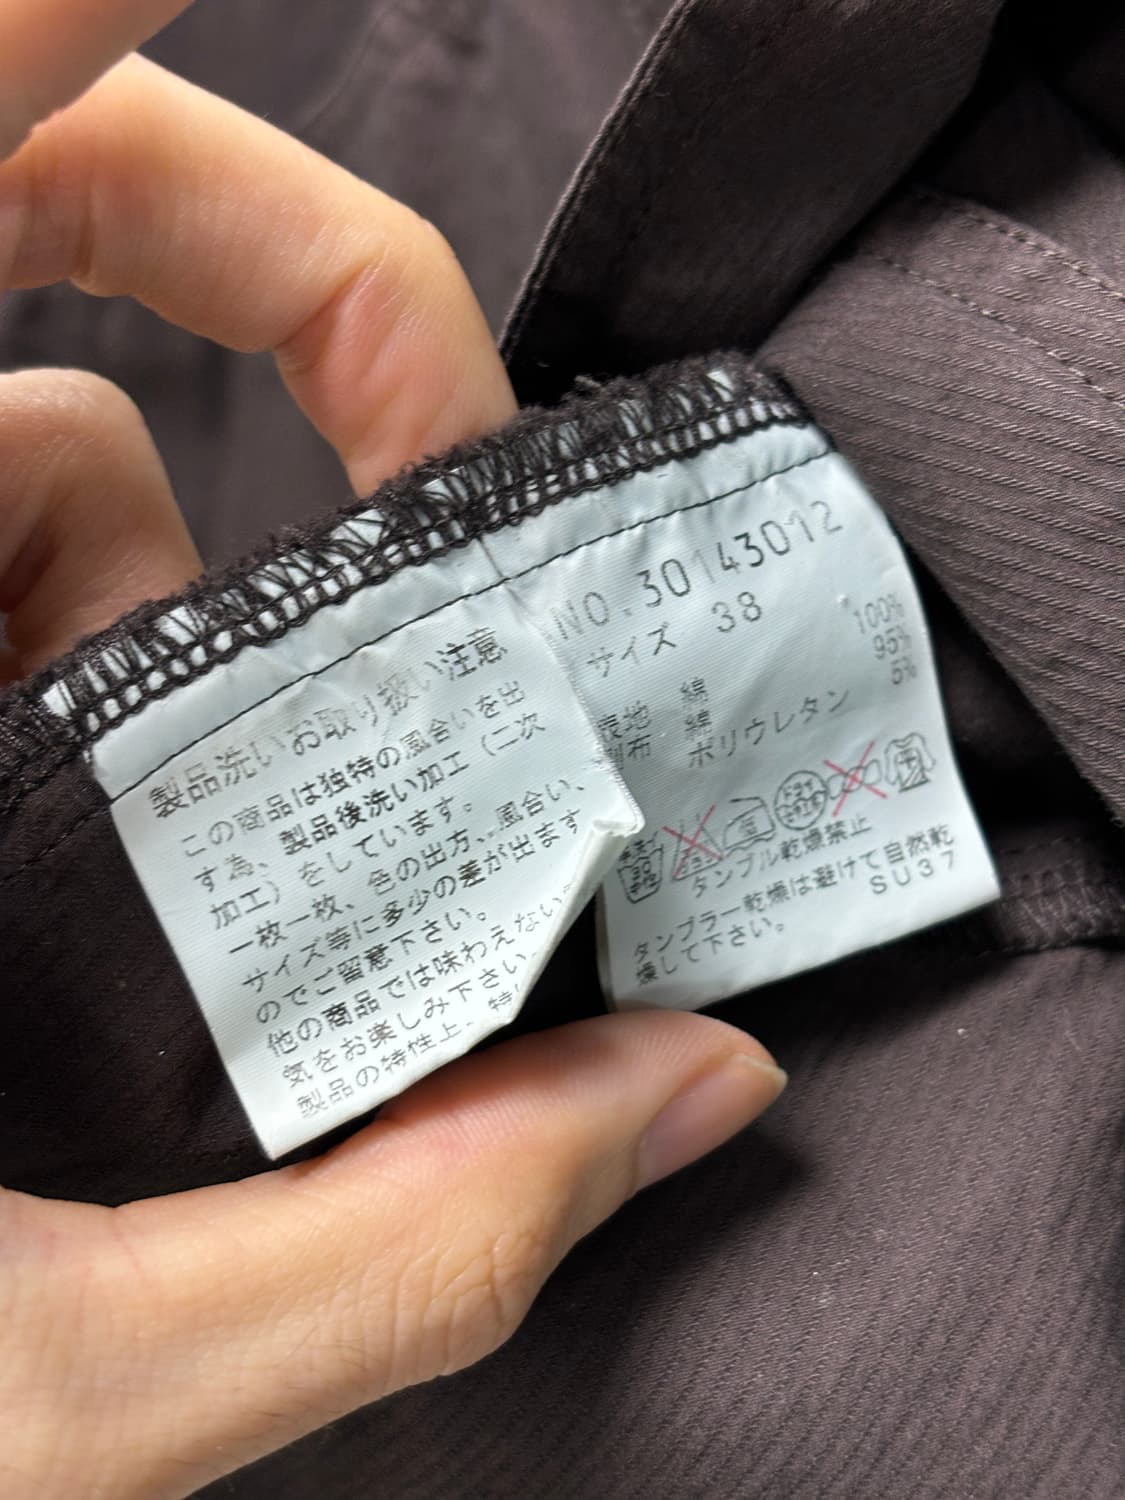 製品洗いお取り扱い注意
この商品は独特の風合いを出
す為、製品後洗い加工（二次
加工）をしています。
一枚一枚、色の出方、風合い、
サイズ等に多少の差が出ます
のでご留意下さい。
他の商品では味わえない
気をお楽しみ下さい
製品の特性上、特
NO.30143012
サイズ 38
表地 綿 100%
別布 綿 95%
ポリウレタン 5%
タンブル乾燥禁止
タンブラー乾燥は避けて自然乾
燥して下さい。
SU37